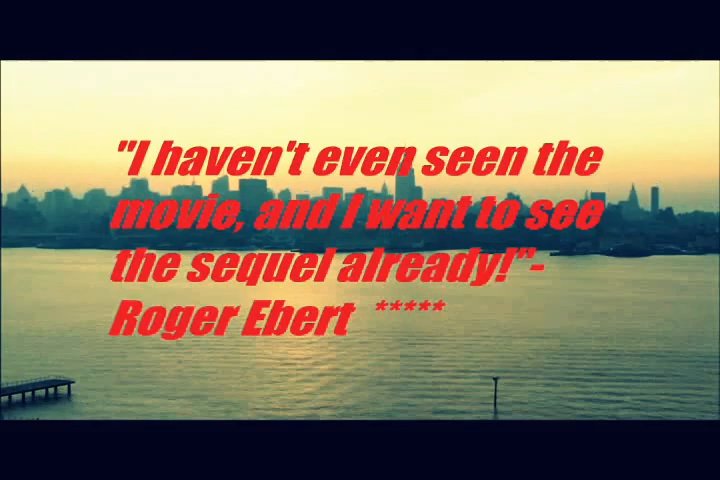 "I haven't even seen the
movie, and I want to see
the sequel already!"-
Roger Ebert *****